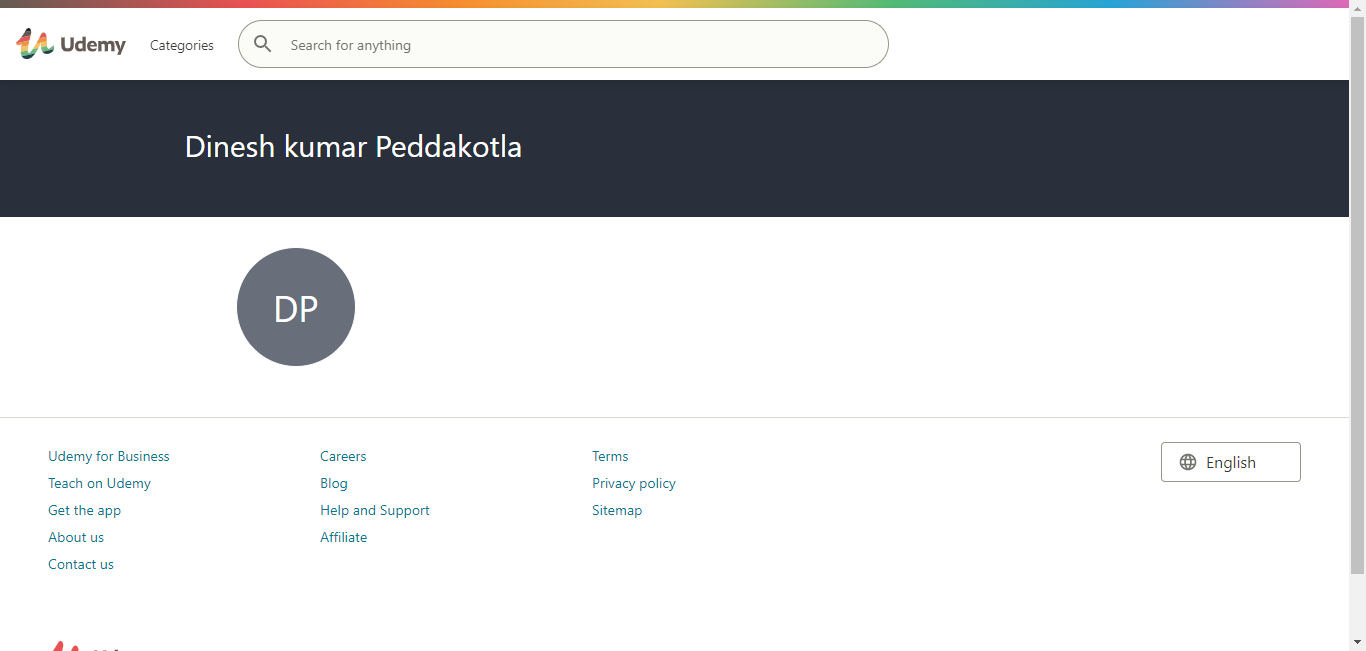 Udemy Categories Search for anything
Dinesh kumar Peddakotla
DP
Udemy for Business
Teach on Udemy
Get the app
About us
Contact us
Careers
Blog
Help and Support
Affiliate
Terms
Privacy policy
Sitemap
English